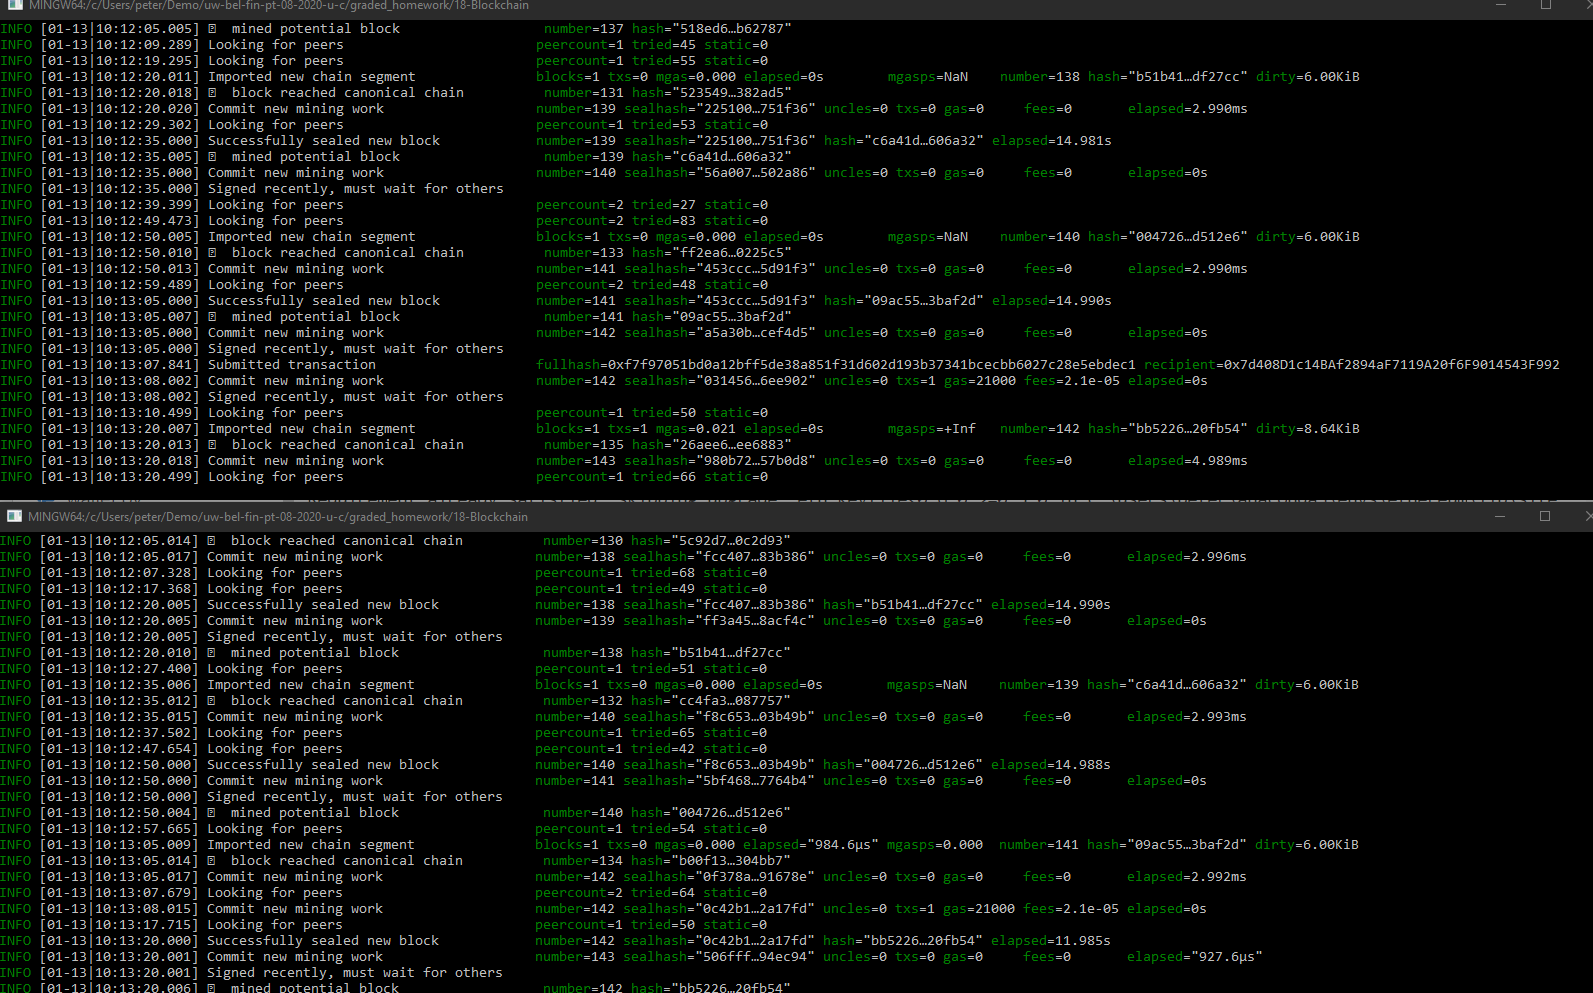 MINGW64:/c/Users/peter/Demo/uw-bel-fin-pt-08-2020-u-c/graded_homework/18-Blockchain
INFO [01-13|10:12:05.005] mined potential block number=137 hash="518ed6…b62787"
INFO [01-13|10:12:09.289] Looking for peers peercount=1 tried=45 static=0
INFO [01-13|10:12:19.295] Looking for peers peercount=1 tried=55 static=0
INFO [01-13|10:12:20.011] Imported new chain segment blocks=1 txs=0 mgas=0.000 elapsed=0s mgasps=NaN number=138 hash="b51b41…df27cc" dirty=6.00KiB
INFO [01-13|10:12:20.018] block reached canonical chain number=131 hash="523549…382ad5"
INFO [01-13|10:12:20.020] Commit new mining work number=139 sealhash="225100…751f36" uncles=0 txs=0 gas=0 fees=0 elapsed=2.990ms
INFO [01-13|10:12:29.302] Looking for peers peercount=1 tried=53 static=0
INFO [01-13|10:12:35.000] Successfully sealed new block number=139 sealhash="225100…751f36" hash="c6a41d…606a32" elapsed=14.981s
INFO [01-13|10:12:35.005] mined potential block number=139 hash="c6a41d…606a32"
INFO [01-13|10:12:35.000] Commit new mining work number=140 sealhash="56a007…502a86" uncles=0 txs=0 gas=0 fees=0 elapsed=0s
INFO [01-13|10:12:35.000] Signed recently, must wait for others
INFO [01-13|10:12:39.399] Looking for peers peercount=2 tried=27 static=0
INFO [01-13|10:12:49.473] Looking for peers peercount=2 tried=83 static=0
INFO [01-13|10:12:50.005] Imported new chain segment blocks=1 txs=0 mgas=0.000 elapsed=0s mgasps=NaN number=140 hash="004726…d512e6" dirty=6.00KiB
INFO [01-13|10:12:50.010] block reached canonical chain number=133 hash="ff2ea6…0225c5"
INFO [01-13|10:12:50.013] Commit new mining work number=141 sealhash="453ccc…5d91f3" uncles=0 txs=0 gas=0 fees=0 elapsed=2.990ms
INFO [01-13|10:12:59.489] Looking for peers peercount=2 tried=48 static=0
INFO [01-13|10:13:05.000] Successfully sealed new block number=141 sealhash="453ccc…5d91f3" hash="09ac55…3baf2d" elapsed=14.990s
INFO [01-13|10:13:05.007] mined potential block number=141 hash="09ac55…3baf2d"
INFO [01-13|10:13:05.000] Commit new mining work number=142 sealhash="a5a30b…cef4d5" uncles=0 txs=0 gas=0 fees=0 elapsed=0s
INFO [01-13|10:13:05.000] Signed recently, must wait for others
INFO [01-13|10:13:07.841] Submitted transaction fullhash=0xf7f97051bd0a12bff5de38a851f31d602d193b37341bcecbb6027c28e5ebdec1 recipient=0x7d408D1c14BAf2894aF7119A20f6F9014543F992
INFO [01-13|10:13:08.002] Commit new mining work number=142 sealhash="031456…6ee902" uncles=0 txs=1 gas=21000 fees=2.1e-05 elapsed=0s
INFO [01-13|10:13:08.002] Signed recently, must wait for others
INFO [01-13|10:13:10.499] Looking for peers peercount=1 tried=50 static=0
INFO [01-13|10:13:20.007] Imported new chain segment blocks=1 txs=1 mgas=0.021 elapsed=0s mgasps=+Inf number=142 hash="bb5226…20fb54" dirty=8.64KiB
INFO [01-13|10:13:20.013] block reached canonical chain number=135 hash="26aee6…ee6883"
INFO [01-13|10:13:20.018] Commit new mining work number=143 sealhash="980b72…57b0d8" uncles=0 txs=0 gas=0 fees=0 elapsed=4.989ms
INFO [01-13|10:13:20.499] Looking for peers peercount=1 tried=66 static=0
MINGW64:/c/Users/peter/Demo/uw-bel-fin-pt-08-2020-u-c/graded_homework/18-Blockchain
INFO [01-13|10:12:05.014] block reached canonical chain number=130 hash="5c92d7…0c2d93"
INFO [01-13|10:12:05.017] Commit new mining work number=138 sealhash="fcc407…83b386" uncles=0 txs=0 gas=0 fees=0 elapsed=2.996ms
INFO [01-13|10:12:07.328] Looking for peers peercount=1 tried=68 static=0
INFO [01-13|10:12:17.368] Looking for peers peercount=1 tried=49 static=0
INFO [01-13|10:12:20.005] Successfully sealed new block number=138 sealhash="fcc407…83b386" hash="b51b41…df27cc" elapsed=14.990s
INFO [01-13|10:12:20.005] Commit new mining work number=139 sealhash="ff3a45…8acf4c" uncles=0 txs=0 gas=0 fees=0 elapsed=0s
INFO [01-13|10:12:20.005] Signed recently, must wait for others
INFO [01-13|10:12:20.010] mined potential block number=138 hash="b51b41…df27cc"
INFO [01-13|10:12:27.400] Looking for peers peercount=1 tried=51 static=0
INFO [01-13|10:12:35.006] Imported new chain segment blocks=1 txs=0 mgas=0.000 elapsed=0s mgasps=NaN number=139 hash="c6a41d…606a32" dirty=6.00KiB
INFO [01-13|10:12:35.012] block reached canonical chain number=132 hash="cc4fa3…087757"
INFO [01-13|10:12:35.015] Commit new mining work number=140 sealhash="f8c653…03b49b" uncles=0 txs=0 gas=0 fees=0 elapsed=2.993ms
INFO [01-13|10:12:37.502] Looking for peers peercount=1 tried=65 static=0
INFO [01-13|10:12:47.654] Looking for peers peercount=1 tried=42 static=0
INFO [01-13|10:12:50.000] Successfully sealed new block number=140 sealhash="f8c653…03b49b" hash="004726…d512e6" elapsed=14.988s
INFO [01-13|10:12:50.000] Commit new mining work number=141 sealhash="5bf468…7764b4" uncles=0 txs=0 gas=0 fees=0 elapsed=0s
INFO [01-13|10:12:50.000] Signed recently, must wait for others
INFO [01-13|10:12:50.004] mined potential block number=140 hash="004726…d512e6"
INFO [01-13|10:12:57.665] Looking for peers peercount=1 tried=54 static=0
INFO [01-13|10:13:05.009] Imported new chain segment blocks=1 txs=0 mgas=0.000 elapsed="984.6µs" mgasps=0.000 number=141 hash="09ac55…3baf2d" dirty=6.00KiB
INFO [01-13|10:13:05.014] block reached canonical chain number=134 hash="b00f13…304bb7"
INFO [01-13|10:13:05.017] Commit new mining work number=142 sealhash="0f378a…91678e" uncles=0 txs=0 gas=0 fees=0 elapsed=2.992ms
INFO [01-13|10:13:07.679] Looking for peers peercount=2 tried=64 static=0
INFO [01-13|10:13:08.015] Commit new mining work number=142 sealhash="0c42b1…2a17fd" uncles=0 txs=1 gas=21000 fees=2.1e-05 elapsed=0s
INFO [01-13|10:13:17.715] Looking for peers peercount=1 tried=50 static=0
INFO [01-13|10:13:20.000] Successfully sealed new block number=142 sealhash="0c42b1…2a17fd" hash="bb5226…20fb54" elapsed=11.985s
INFO [01-13|10:13:20.001] Commit new mining work number=143 sealhash="506fff…94ec94" uncles=0 txs=0 gas=0 fees=0 elapsed="927.6µs"
INFO [01-13|10:13:20.001] Signed recently, must wait for others
INFO [01-13|10:13:20.006] mined potential block number=142 hash="bb5226…20fb54"